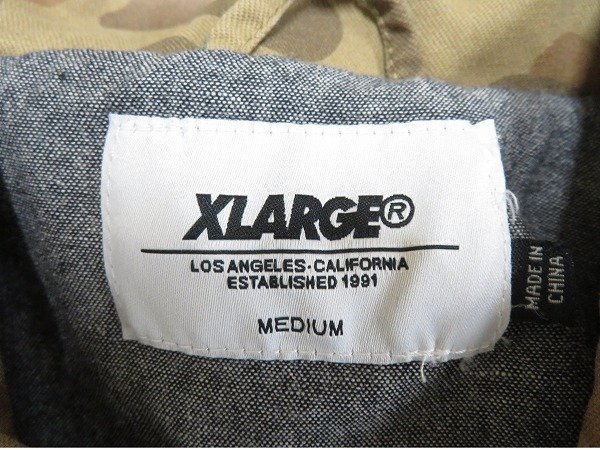 XLARGE®
LOS ANGELES·CALIFORNIA
ESTABLISHED 1991
MEDIUM
MADE IN
CHINA